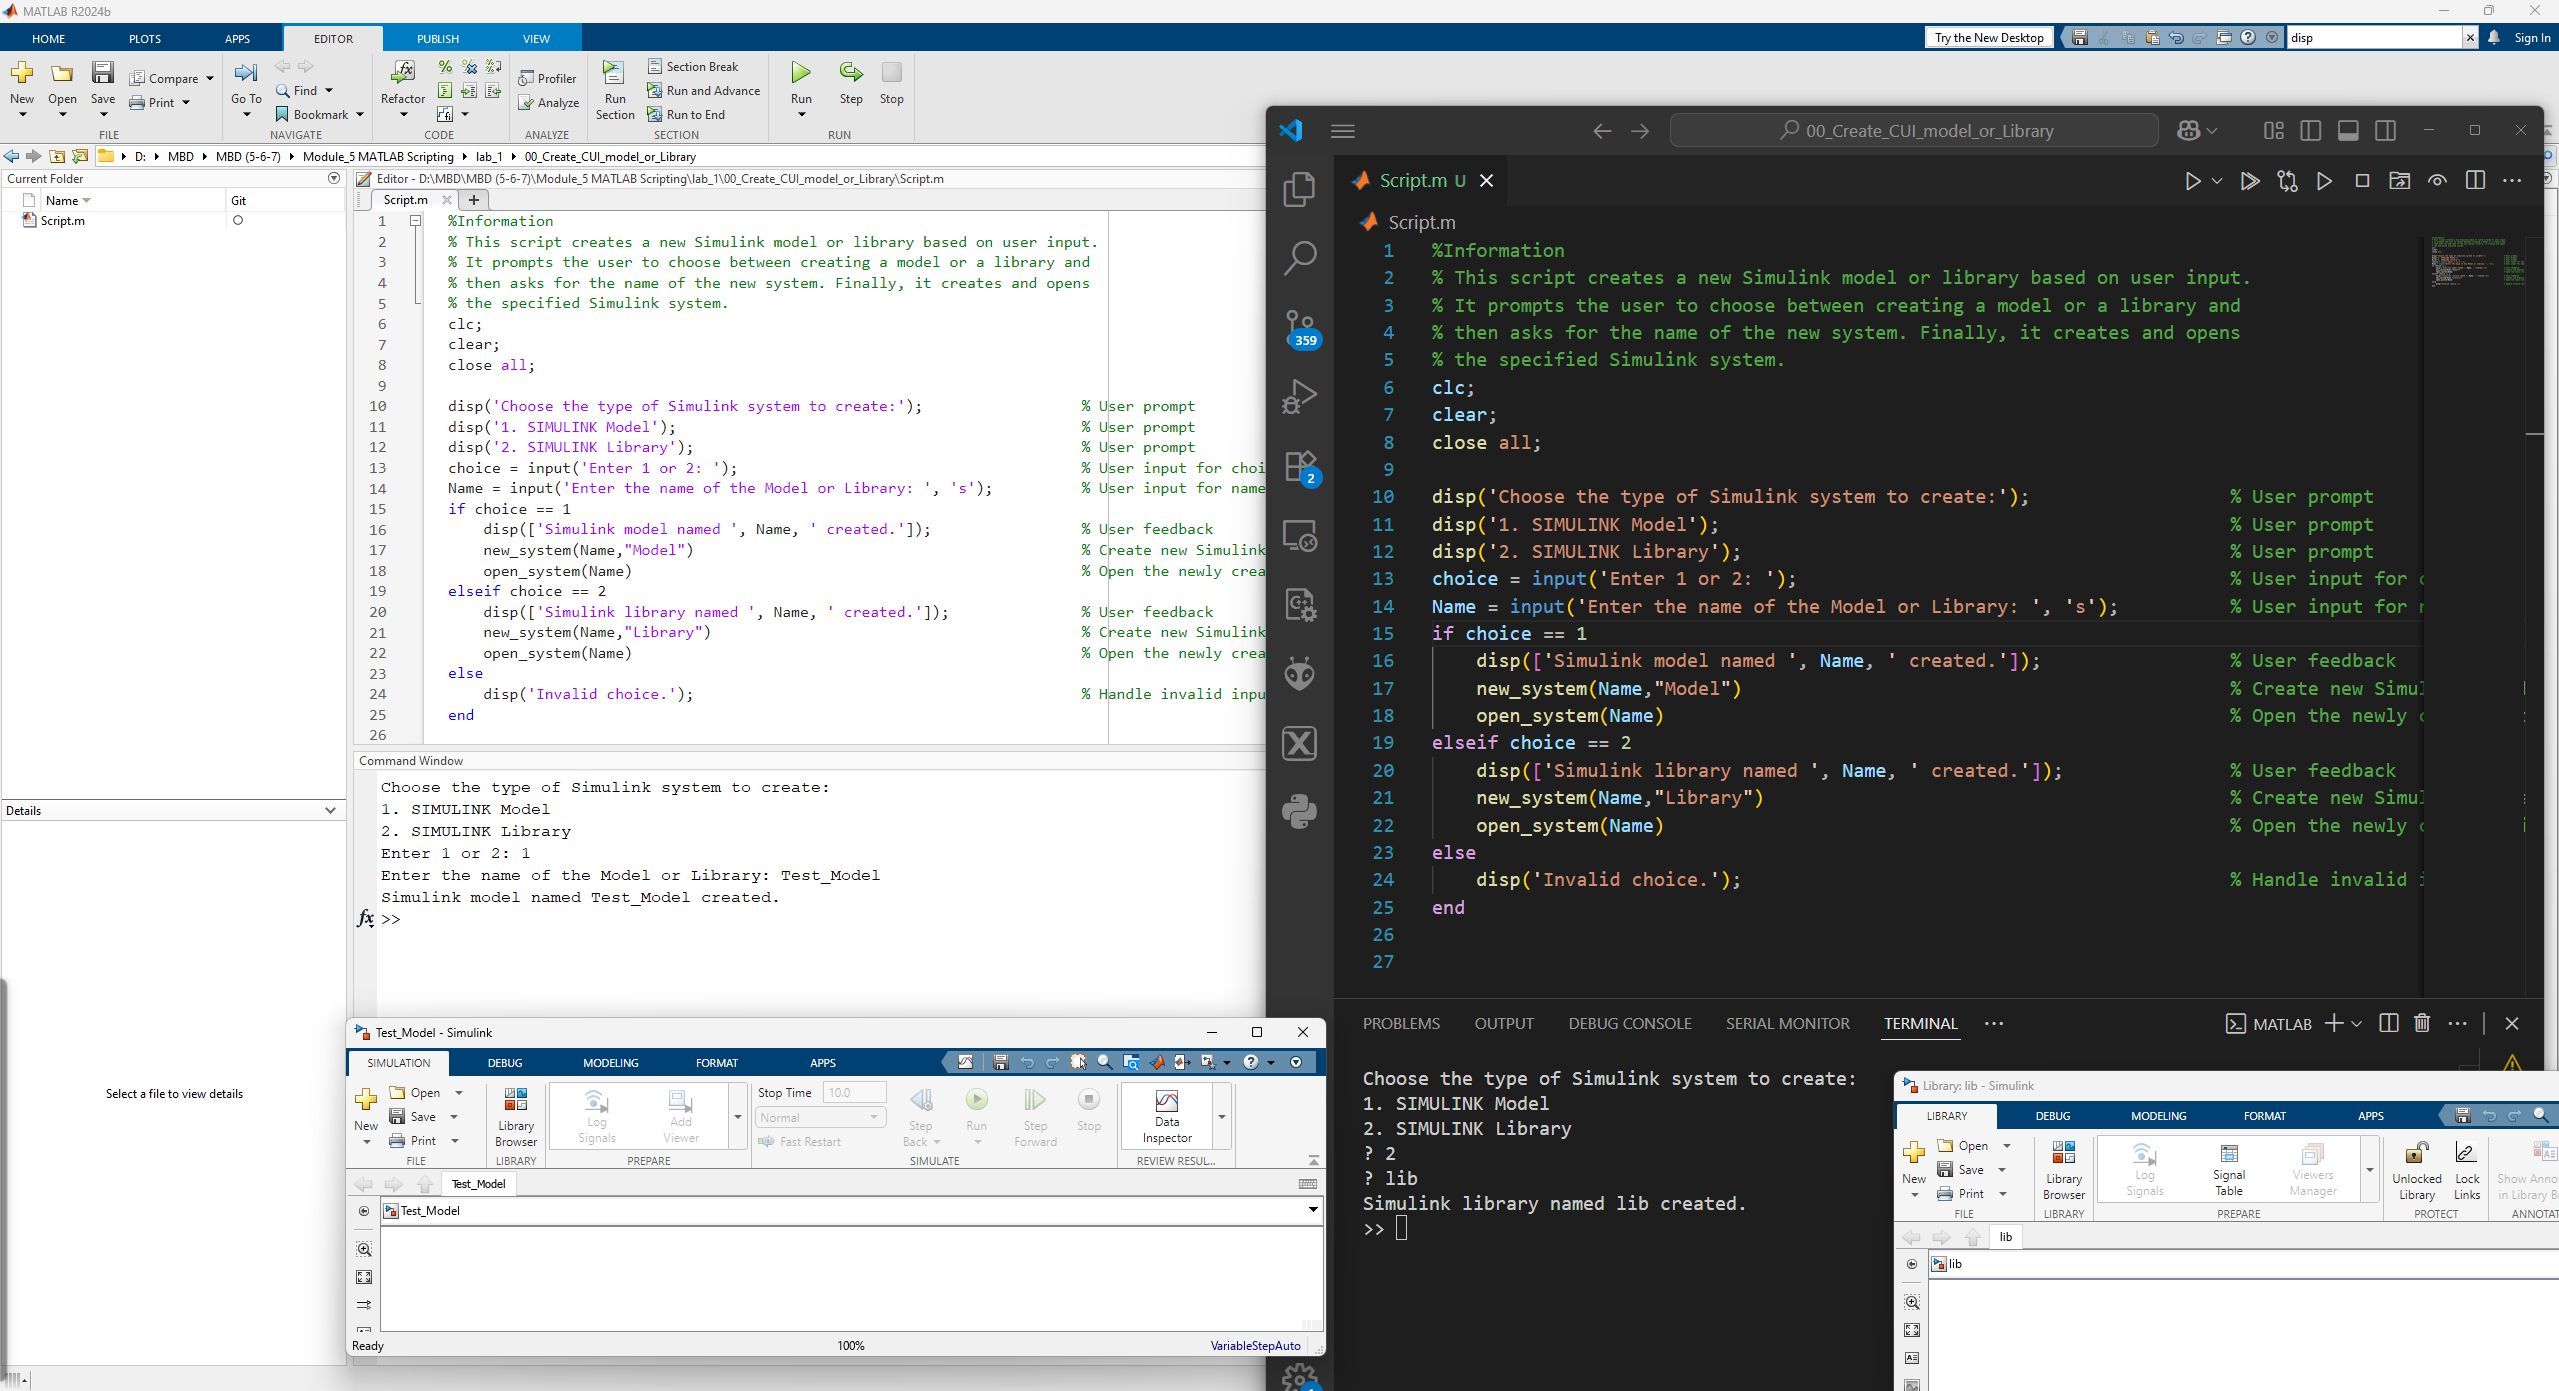 MATLAB R2024b
HOME PLOTS APPS EDITOR PUBLISH VIEW
Try the New Desktop disp Sign In
New Open Save Compare Print
FILE
Go To Find Bookmark
NAVIGATE
Refactor
CODE
Profiler
Analyze
ANALYZE
Run Section
Section Break
Run and Advance
Run to End
SECTION
Run Step Stop
RUN
D: MBD MBD (5-6-7) Module_5 MATLAB Scripting lab_1 00_Create_CUI_model_or_Library
Current Folder
Name Git
Script.m
Details
Select a file to view details
Editor - D:\MBD\MBD (5-6-7)\Module_5 MATLAB Scripting\lab_1\00_Create_CUI_model_or_Library\Script.m
Script.m
1 %Information
2 % This script creates a new Simulink model or library based on user input.
3 % It prompts the user to choose between creating a model or a library and
4 % then asks for the name of the new system. Finally, it creates and opens
5 % the specified Simulink system.
6 clc;
7 clear;
8 close all;
9
10 disp('Choose the type of Simulink system to create:'); % User prompt
11 disp('1. SIMULINK Model'); % User prompt
12 disp('2. SIMULINK Library'); % User prompt
13 choice = input('Enter 1 or 2: '); % User input for choi
14 Name = input('Enter the name of the Model or Library: ', 's'); % User input for name
15 if choice == 1
16 disp(['Simulink model named ', Name, ' created.']); % User feedback
17 new_system(Name,"Model") % Create new Simulink
18 open_system(Name) % Open the newly crea
19 elseif choice == 2
20 disp(['Simulink library named ', Name, ' created.']); % User feedback
21 new_system(Name,"Library") % Create new Simulink
22 open_system(Name) % Open the newly crea
23 else
24 disp('Invalid choice.'); % Handle invalid inpu
25 end
26
Command Window
Choose the type of Simulink system to create:
1. SIMULINK Model
2. SIMULINK Library
Enter 1 or 2: 1
Enter the name of the Model or Library: Test_Model
Simulink model named Test_Model created.
fx >>
Test_Model - Simulink
SIMULATION DEBUG MODELING FORMAT APPS
New Open Save Print
FILE
Library Browser
LIBRARY
Log Signals
Add Viewer
PREPARE
Stop Time 10.0
Normal
Fast Restart
Step Back Run Step Forward Stop
SIMULATE
Data Inspector
REVIEW RESUL...
Test_Model
Test_Model
Ready 100% VariableStepAuto
00_Create_CUI_model_or_Library
359
2
Script.m U
Script.m
1 %Information
2 % This script creates a new Simulink model or library based on user input.
3 % It prompts the user to choose between creating a model or a library and
4 % then asks for the name of the new system. Finally, it creates and opens
5 % the specified Simulink system.
6 clc;
7 clear;
8 close all;
9
10 disp('Choose the type of Simulink system to create:'); % User prompt
11 disp('1. SIMULINK Model'); % User prompt
12 disp('2. SIMULINK Library'); % User prompt
13 choice = input('Enter 1 or 2: '); % User input for
14 Name = input('Enter the name of the Model or Library: ', 's'); % User input for
15 if choice == 1
16 disp(['Simulink model named ', Name, ' created.']); % User feedback
17 new_system(Name,"Model") % Create new Simul
18 open_system(Name) % Open the newly
19 elseif choice == 2
20 disp(['Simulink library named ', Name, ' created.']); % User feedback
21 new_system(Name,"Library") % Create new Simul
22 open_system(Name) % Open the newly
23 else
24 disp('Invalid choice.'); % Handle invalid
25 end
26
27
PROBLEMS OUTPUT DEBUG CONSOLE SERIAL MONITOR TERMINAL MATLAB
Choose the type of Simulink system to create:
1. SIMULINK Model
2. SIMULINK Library
? 2
? lib
Simulink library named lib created.
>>
Library: lib - Simulink
LIBRARY DEBUG MODELING FORMAT APPS
New Open Save Print
FILE
Library Browser
LIBRARY
Log Signals
Signal Table
Viewers Manager
PREPARE
Unlocked Library
Lock Links
PROTECT
Show Anno
in Library B
ANNOTAT
lib
lib